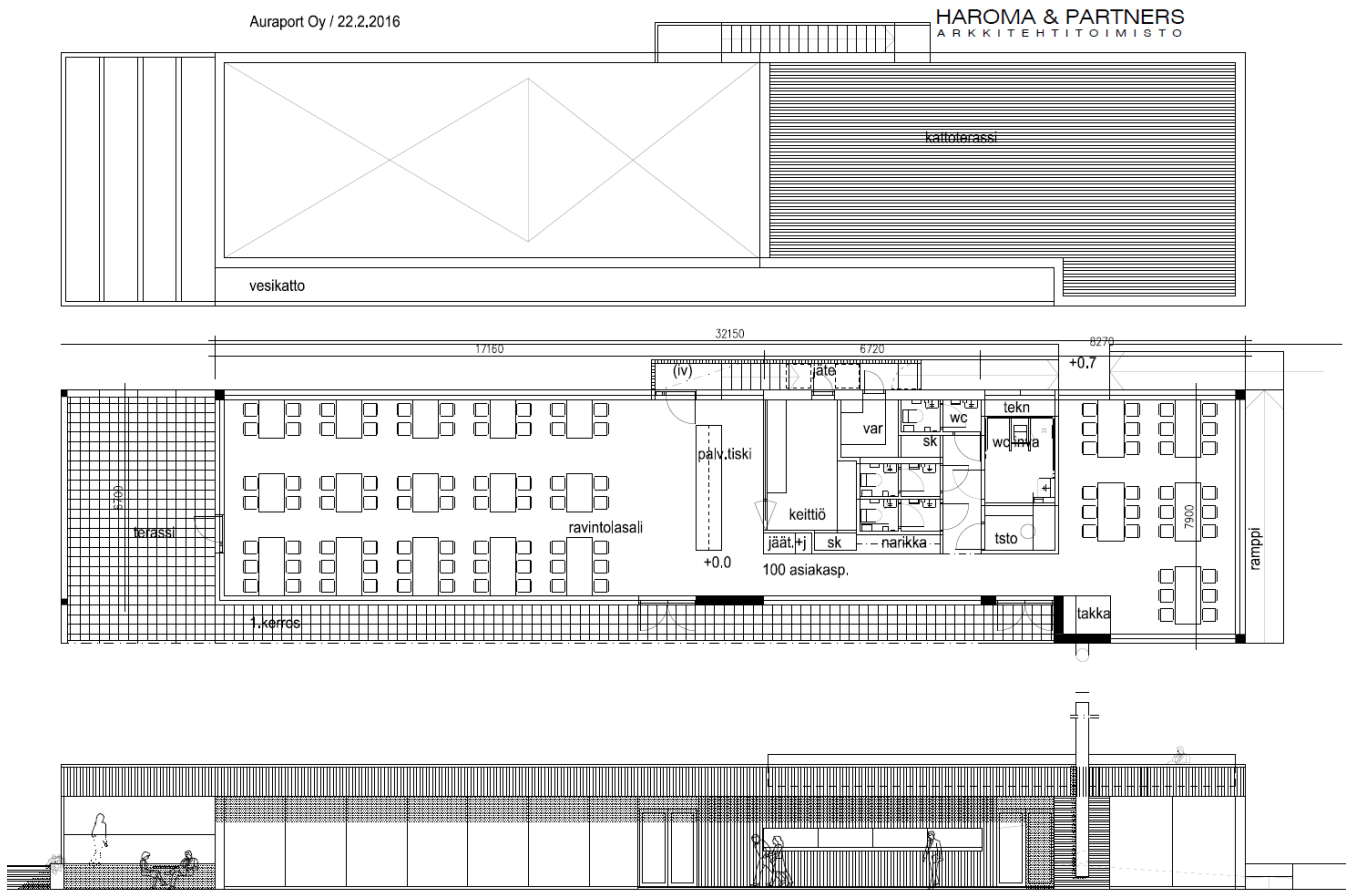 Auraport Oy / 22.2.2016
HAROMA & PARTNERS
ARKKITEHTITOIMISTO
kattoterassi
vesikatto
32150
17160
6720
8270
+0.7
(iv)
jäte
tekn
wc
var
sk
wc-inva
palv.tiski
8700
7900
terassi
ravintolasali
keittiö
tsto
jäät.+j
sk
narikka
ramppi
+0.0
100 asiakasp.
1.kerros
takka